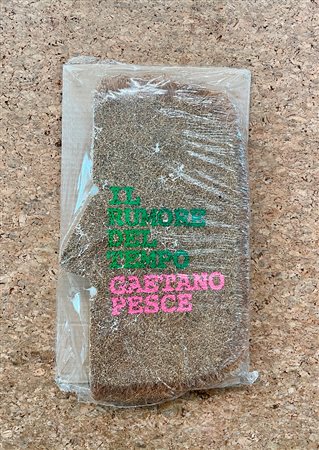 IL
RUMORE
DEL
TEMPO
GAETANO
PESCE